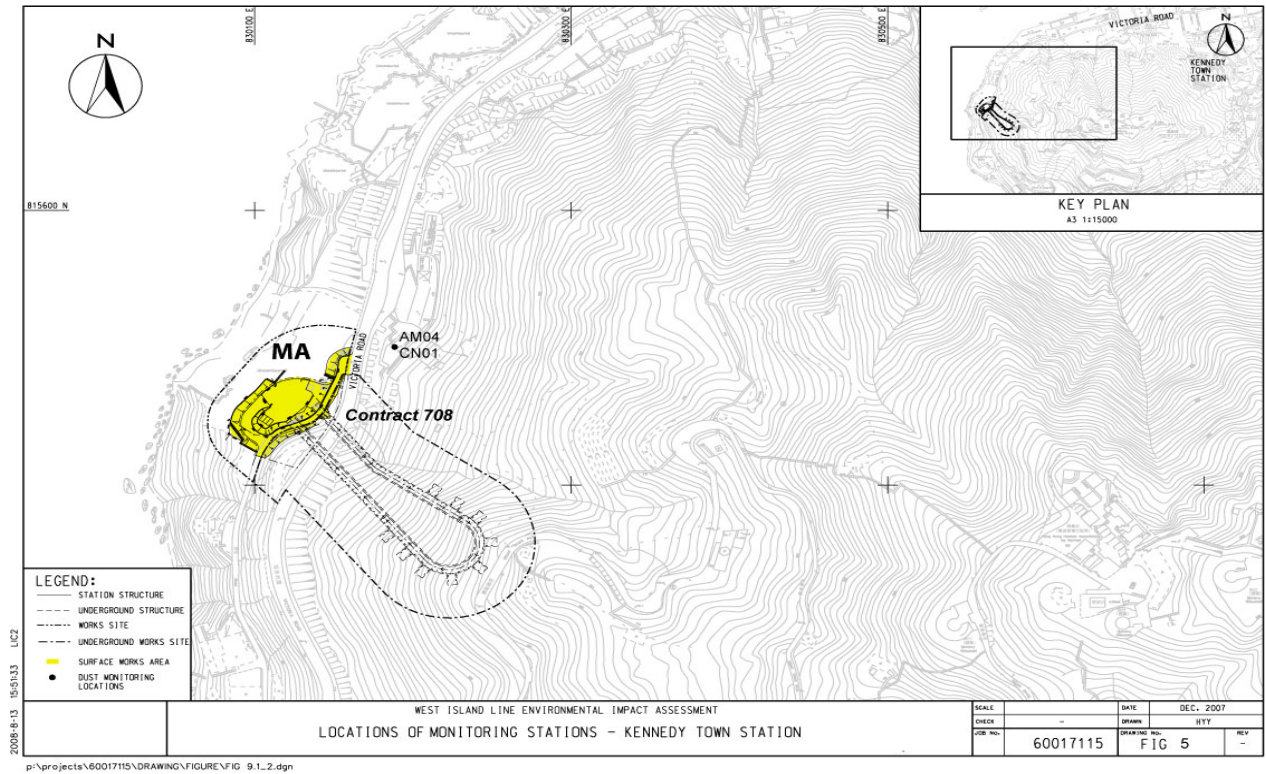 N
830100 E
830300 E
830500 E
VICTORIA ROAD
N
KENNEDY
TOWN
STATION
KEY PLAN
A3 1:15000
815600 N
MA
VICTORIA ROAD
AM04
CN01
Contract 708
LEGEND:
STATION STRUCTURE
UNDERGROUND STRUCTURE
WORKS SITE
UNDERGROUND WORKS SITE
SURFACE WORKS AREA
DUST MONITORING
LOCATIONS
2008-8-13 15:51:33 LIC2
WEST ISLAND LINE ENVIRONMENTAL IMPACT ASSESSMENT
LOCATIONS OF MONITORING STATIONS - KENNEDY TOWN STATION
SCALE
DATE DEC. 2007
CHECK -
DRAWN HYY
JOB No. 60017115
DRAWING No. FIG 5
REV -
p:\projects\60017115\DRAWING\FIGURE\FIG 9.1_2.dgn